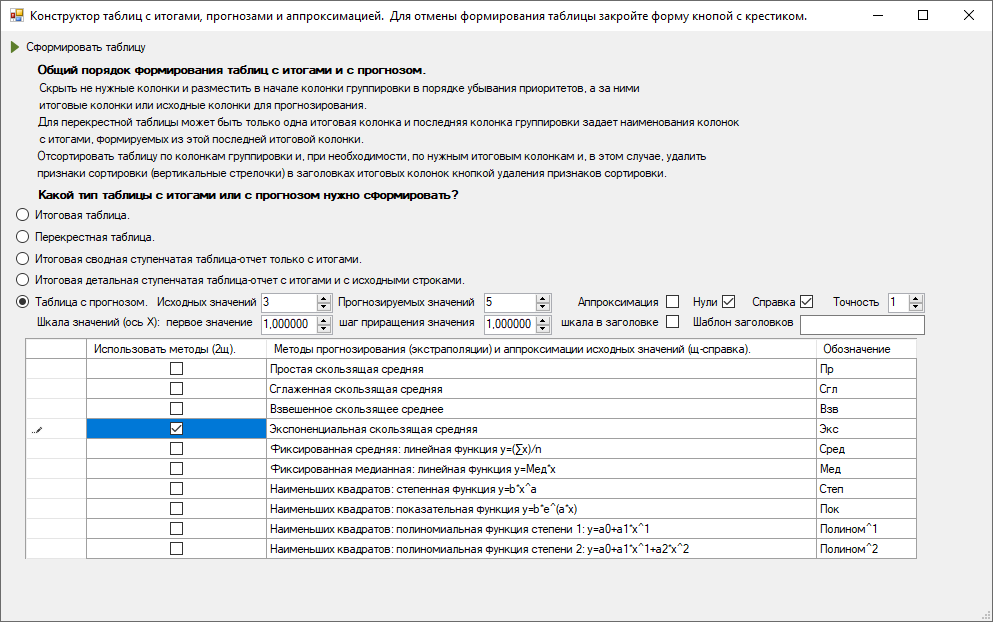 Конструктор таблиц с итогами, прогнозами и аппроксимацией. Для отмены формирования таблицы закройте форму кнопкой с крестиком.
Сформировать таблицу
Общий порядок формирования таблиц с итогами и с прогнозом.
Скрыть не нужные колонки и разместить в начале колонки группировки в порядке убывания приоритетов, а за ними
итоговые колонки или исходные колонки для прогнозирования.
Для перекрестной таблицы может быть только одна итоговая колонка и последняя колонка группировки задает наименования колонок
с итогами, формируемых из этой последней итоговой колонки.
Отсортировать таблицу по колонкам группировки и, при необходимости, по нужным итоговым колонкам и, в этом случае, удалить
признаки сортировки (вертикальные стрелочки) в заголовках итоговых колонок кнопкой удаления признаков сортировки.
Какой тип таблицы с итогами или с прогнозом нужно сформировать?
Итоговая таблица.
Перекрестная таблица.
Итоговая сводная ступенчатая таблица-отчет только с итогами.
Итоговая детальная ступенчатая таблица-отчет с итогами и с исходными строками.
Таблица с прогнозом. Исходных значений 3 Прогнозируемых значений 5 Аппроксимация Нули Справка Точность 1
Шкала значений (ось X): первое значение 1,000000 шаг приращения значения 1,000000 шкала в заголовке Шаблон заголовков
Использовать методы (2щ). Методы прогнозирования (экстраполяции) и аппроксимации исходных значений (щ-справка). Обозначение
Простая скользящая средняя Пр
Сглаженная скользящая средняя Сгл
Взвешенное скользящее среднее Взв
Экспоненциальная скользящая средняя Экс
Фиксированная средняя: линейная функция y=(∑x)/n Сред
Фиксированная медианная: линейная функция y=Мед*x Мед
Наименьших квадратов: степенная функция y=b*x^a Степ
Наименьших квадратов: показательная функция y=b*e^(a*x) Пок
Наименьших квадратов: полиномиальная функция степени 1: y=a0+a1*x^1 Полином^1
Наименьших квадратов: полиномиальная функция степени 2: y=a0+a1*x^1+a2*x^2 Полином^2